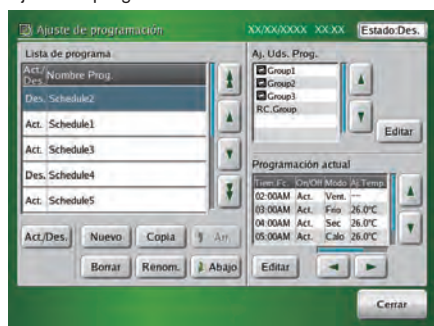 Ajuste de programación
XX/XX/XXXX XX:XX
Estado:Des.
Lista de programa
Act./Des. Nombre Prog.
Des. Schedule2
Act. Schedule1
Act. Schedule3
Des. Schedule4
Act. Schedule5
Act/Des.
Nuevo
Copia
Arr.
Borrar
Renom.
Abajo
Aj. Uds. Prog.
Group1
Group2
Group3
RC.Group
Editar
Programación actual
On/Off Modo Aj.Temp.
02:00AM Act. Vent. ---
03:00AM Act. Frio 26.0°C
04:00AM Act. Sec 26.0°C
05:00AM Act. Calo 26.0°C
Editar
Cerrar